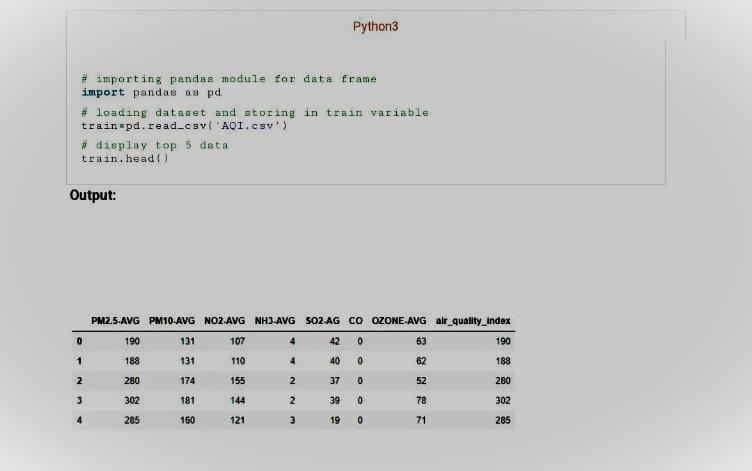 Python3
# importing pandas module for data frame
import pandas as pd
# loading dataset and storing in train variable
train=pd.read_csv('AQI.csv')
# display top 5 data
train.head()
Output:
PM2.5-AVG PM10-AVG NO2-AVG NH3-AVG SO2-AG CO OZONE-AVG air_quality_index
0 190 131 107 4 42 0 63 190
1 188 131 110 4 40 0 62 188
2 280 174 155 2 37 0 52 280
3 302 181 144 2 39 0 78 302
4 285 160 121 3 19 0 71 285